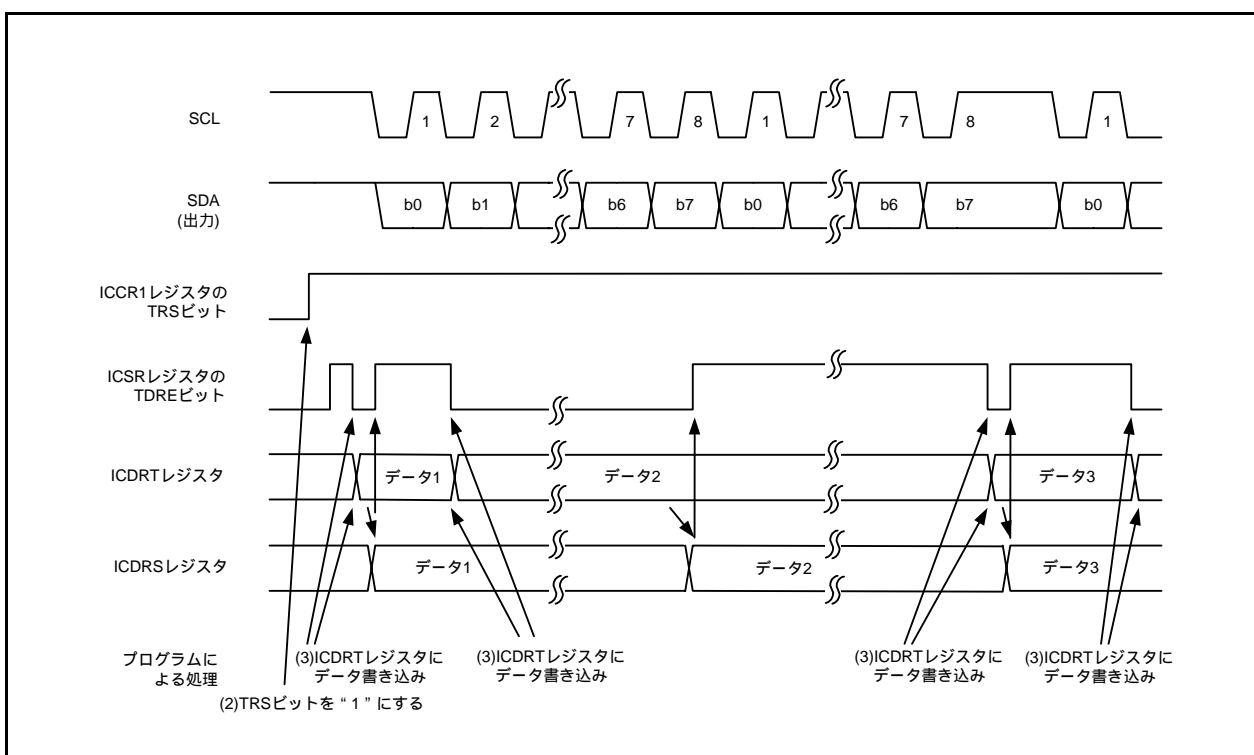 SCL
1 2 7 8 1 7 8 1
SDA
(出力)
b0 b1 b6 b7 b0 b6 b7 b0
ICCR1レジスタの
TRSビット
ICSRレジスタの
TDREビット
ICDRTレジスタ
データ1 データ2 データ3
ICDRSレジスタ
データ1 データ2 データ3
プログラムに
よる処理
(3)ICDRTレジスタに
データ書き込み
(3)ICDRTレジスタに
データ書き込み
(3)ICDRTレジスタに
データ書き込み
(3)ICDRTレジスタに
データ書き込み
(2)TRSビットを“1”にする